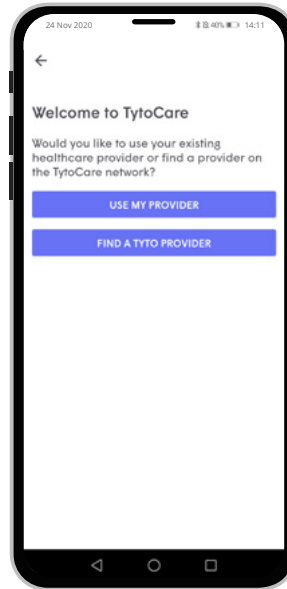 24 Nov 2020 40% 14:11
Welcome to TytoCare
Would you like to use your existing
healthcare provider or find a provider on
the TytoCare network?
USE MY PROVIDER
FIND A TYTO PROVIDER